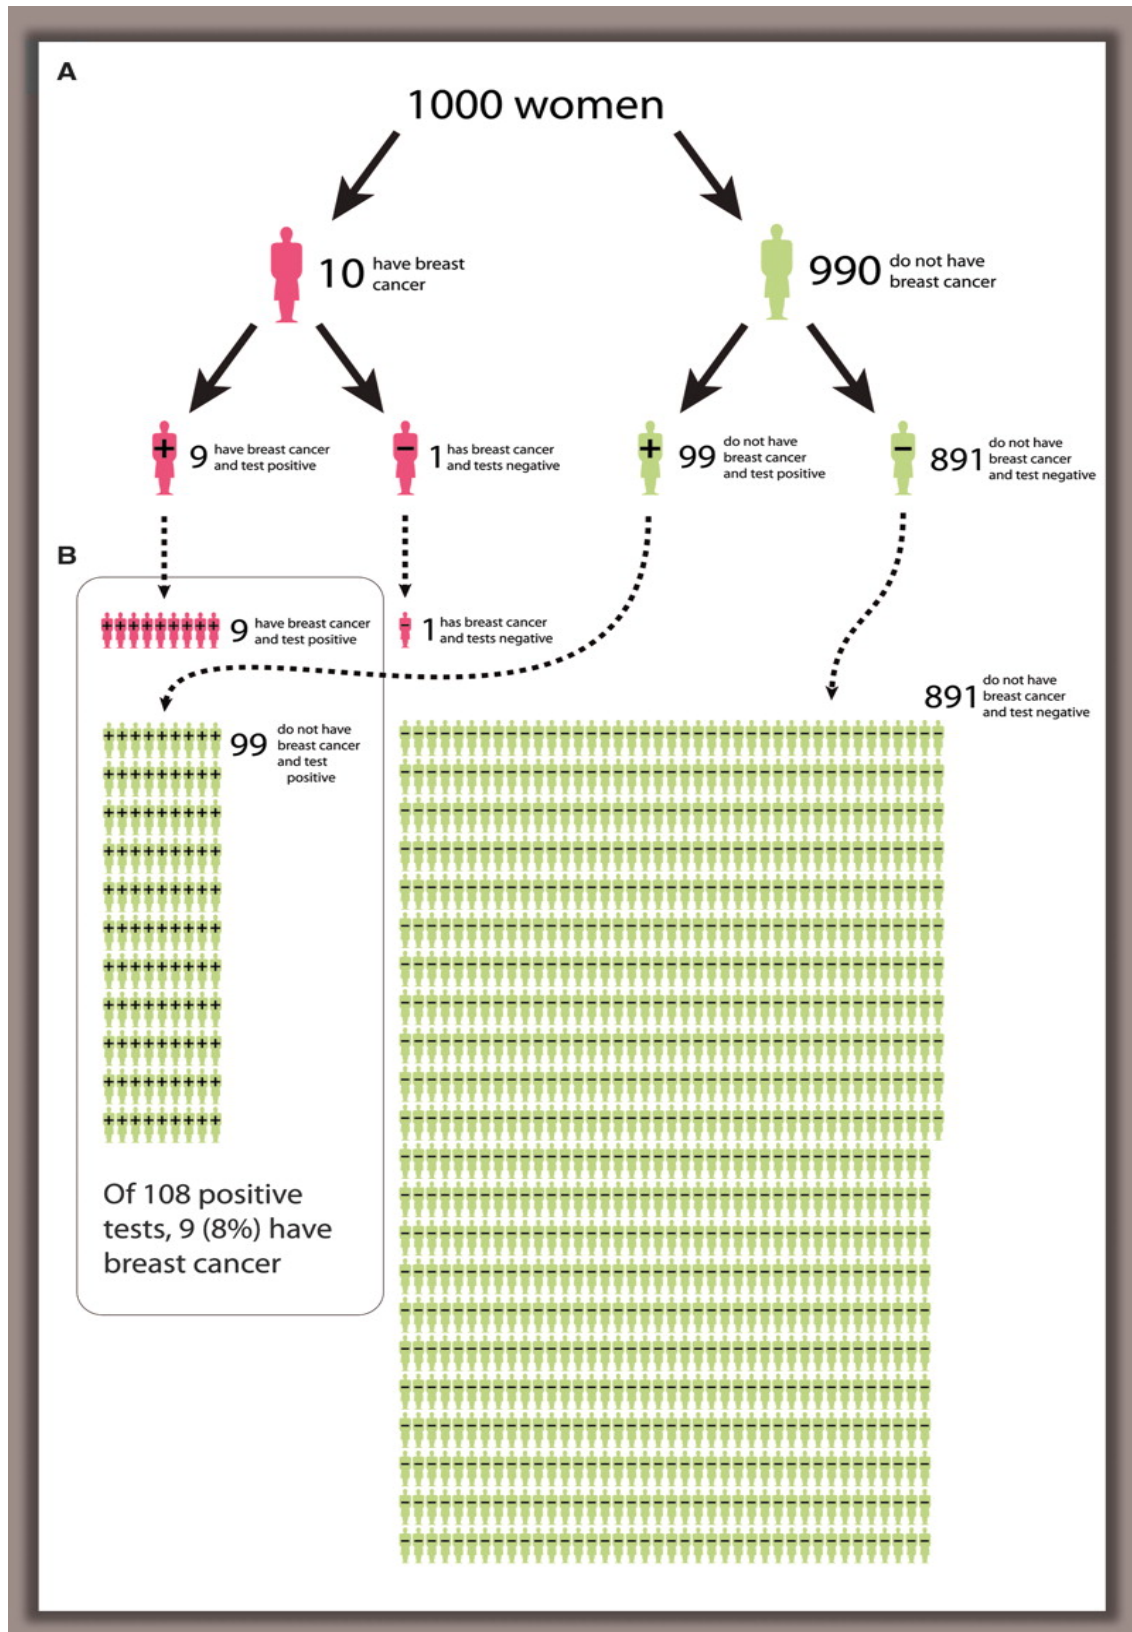 A
1000 women
10 have breast
cancer
990 do not have
breast cancer
9 have breast cancer
and test positive
1 has breast cancer
and tests negative
99 do not have
breast cancer
and test positive
891 do not have
breast cancer
and test negative
B
9 have breast cancer
and test positive
1 has breast cancer
and tests negative
891 do not have
breast cancer
and test negative
99 do not have
breast cancer
and test
positive
Of 108 positive
tests, 9 (8%) have
breast cancer